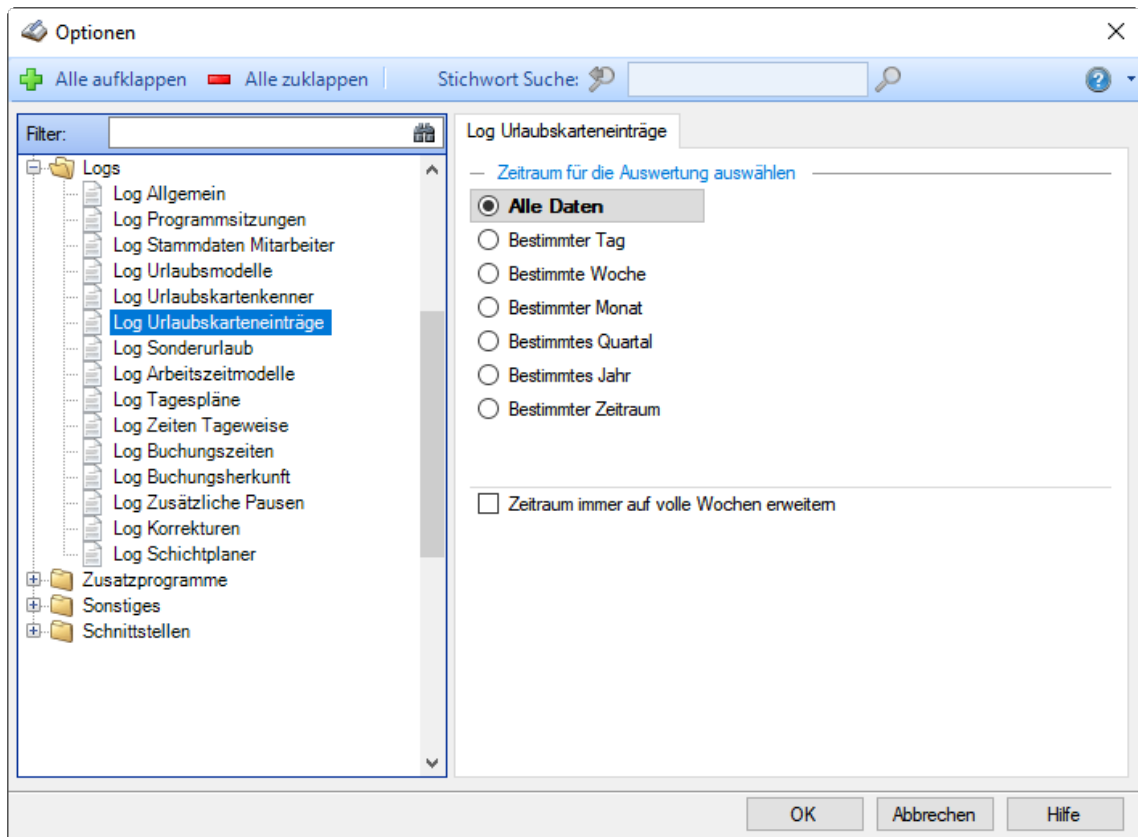 Optionen
Alle aufklappen Alle zuklappen Stichwort Suche:
Filter:
Logs
Log Allgemein
Log Programmsitzungen
Log Stammdaten Mitarbeiter
Log Urlaubsmodelle
Log Urlaubskartenkenner
Log Urlaubskarteneinträge
Log Sonderurlaub
Log Arbeitszeitmodelle
Log Tagespläne
Log Zeiten Tageweise
Log Buchungszeiten
Log Buchungsherkunft
Log Zusätzliche Pausen
Log Korrekturen
Log Schichtplaner
Zusatzprogramme
Sonstiges
Schnittstellen
Log Urlaubskarteneinträge
Zeitraum für die Auswertung auswählen
Alle Daten
Bestimmter Tag
Bestimmte Woche
Bestimmter Monat
Bestimmtes Quartal
Bestimmtes Jahr
Bestimmter Zeitraum
Zeitraum immer auf volle Wochen erweitern
OK Abbrechen Hilfe